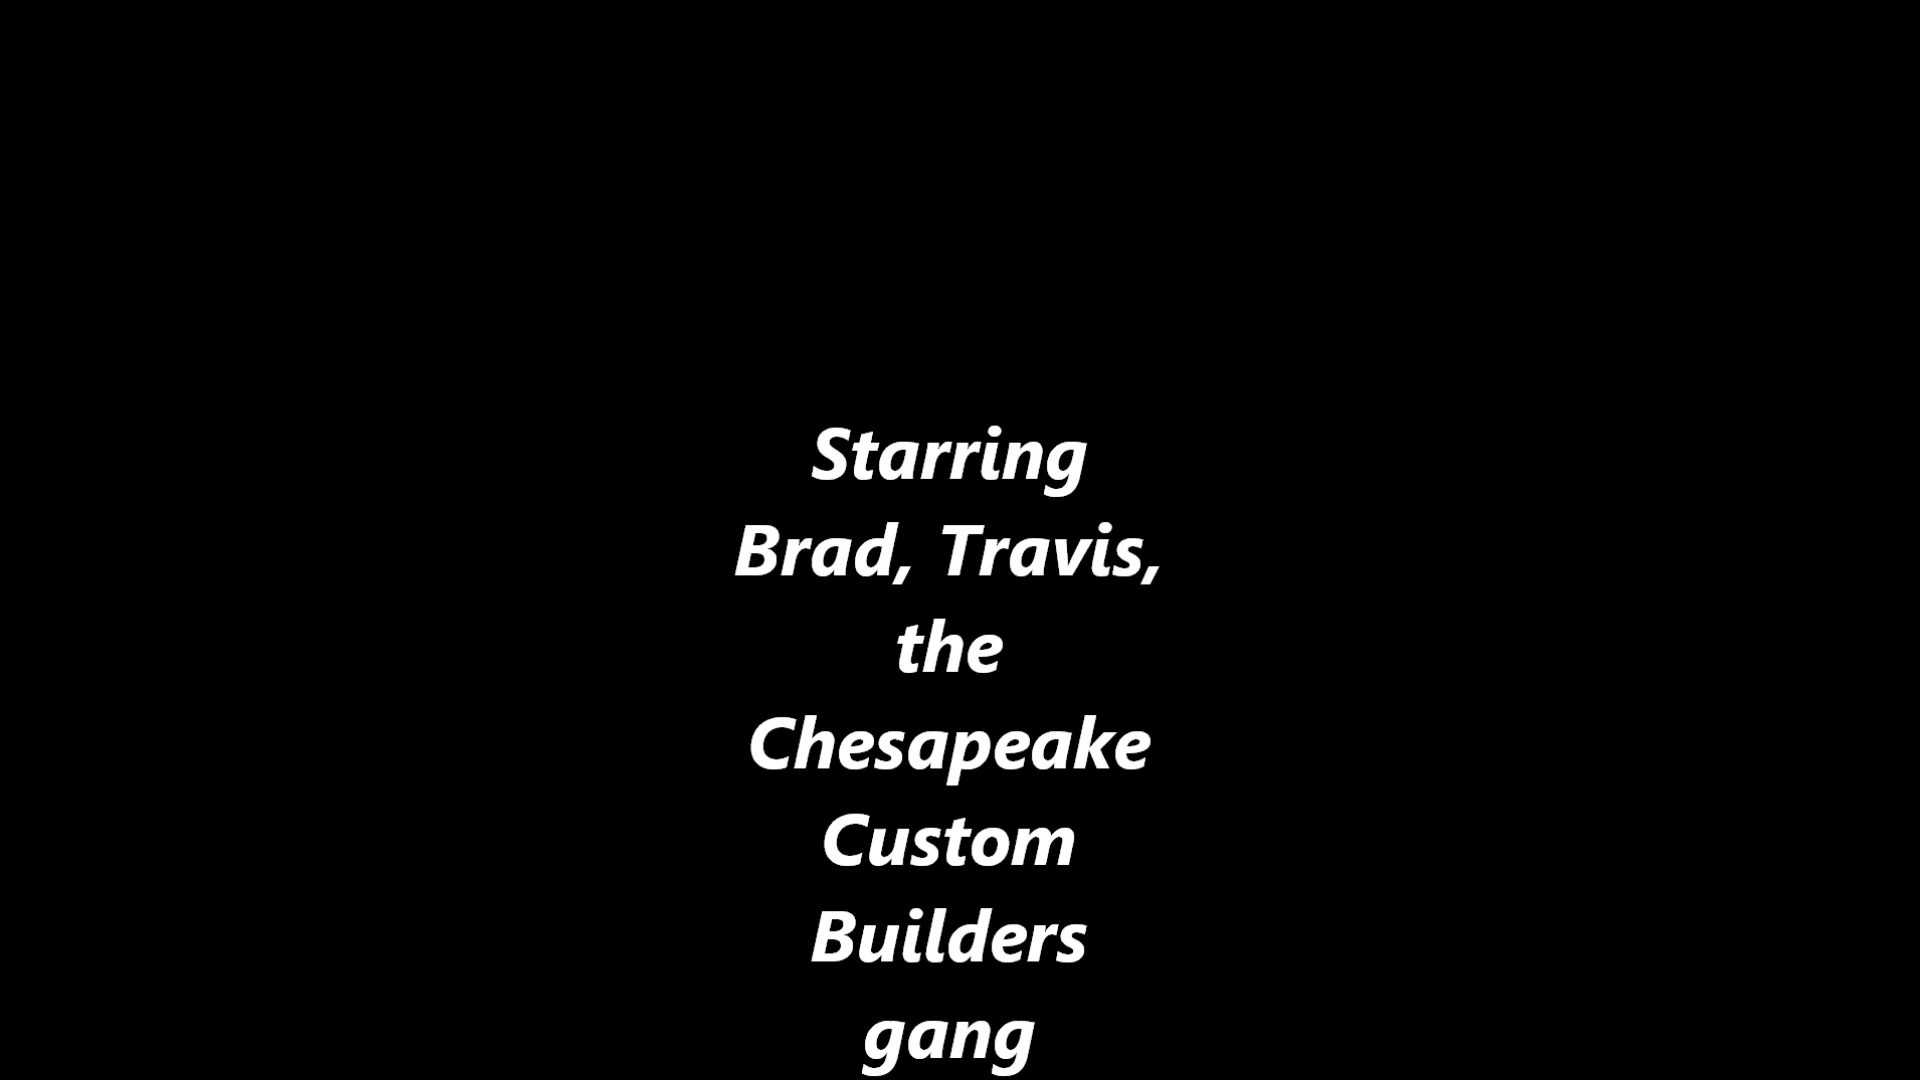 Starring
Brad, Travis,
the
Chesapeake
Custom
Builders
gang